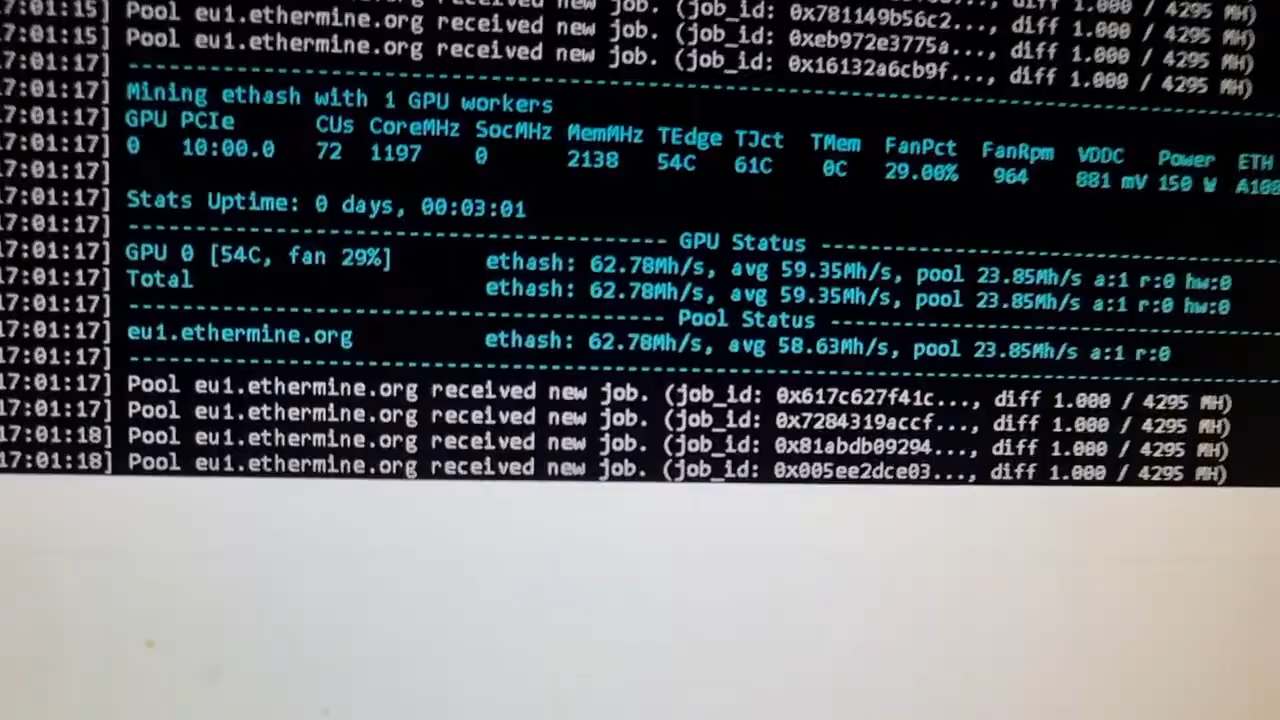 17:01:15] Pool eu1.ethermine.org received new job. (job_id: 0x781149b56c2..., diff 1.000 / 4295 MH)
17:01:15] Pool eu1.ethermine.org received new job. (job_id: 0xeb972e3775a..., diff 1.000 / 4295 MH)
7:01:15] Pool eu1.ethermine.org received new job. (job_id: 0x16132a6cb9f..., diff 1.000 / 4295 MH)
7:01:17] ------------------------------
7:01:17] Mining ethash with 1 GPU workers
7:01:17] GPU PCIe CUs CoreMHz SocMHz MemMHz TEdge TJct TMem FanPct FanRpm VDDC Power ETH
7:01:17] 0 10:00.0 72 1197 0 2138 54C 61C 0C 29.00% 964 881 mV 150 W A108
17:01:17]
17:01:17] Stats Uptime: 0 days, 00:03:01
17:01:17] ------------------------------ GPU Status ------------------------------
17:01:17] GPU 0 [54C, fan 29%] ethash: 62.78Mh/s, avg 59.35Mh/s, pool 23.85Mh/s a:1 r:0 hw:0
17:01:17] Total ethash: 62.78Mh/s, avg 59.35Mh/s, pool 23.85Mh/s a:1 r:0 hw:0
17:01:17] ------------------------------ Pool Status ------------------------------
17:01:17] eu1.ethermine.org ethash: 62.78Mh/s, avg 58.63Mh/s, pool 23.85Mh/s a:1 r:0
17:01:17] ------------------------------
17:01:17] Pool eu1.ethermine.org received new job. (job_id: 0x617c627f41c..., diff 1.000 / 4295 MH)
17:01:17] Pool eu1.ethermine.org received new job. (job_id: 0x7284319accf..., diff 1.000 / 4295 MH)
17:01:18] Pool eu1.ethermine.org received new job. (job_id: 0x81abdb09294..., diff 1.000 / 4295 MH)
17:01:18] Pool eu1.ethermine.org received new job. (job_id: 0x005ee2dce03..., diff 1.000 / 4295 MH)